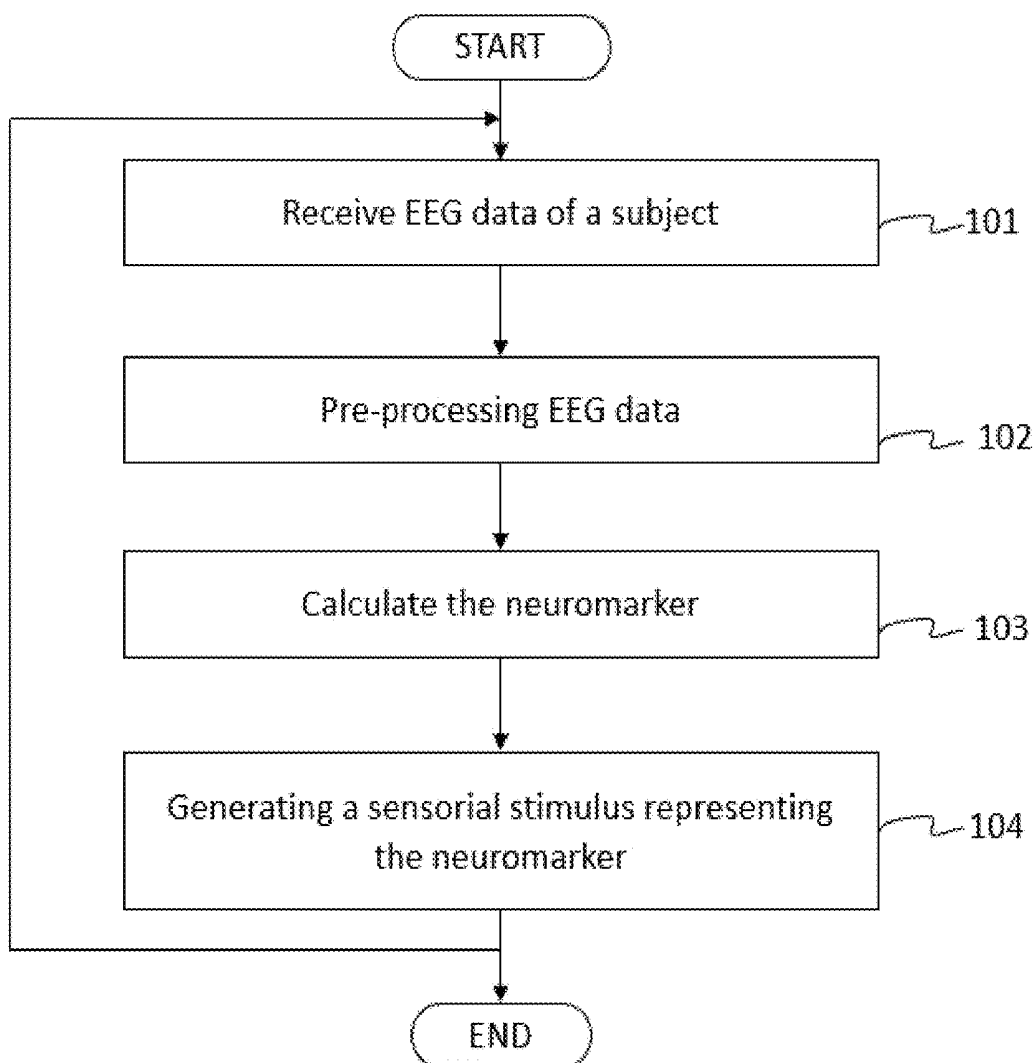 START
Receive EEG data of a subject
101
Pre-processing EEG data
102
Calculate the neuromarker
103
Generating a sensorial stimulus representing
the neuromarker
104
END